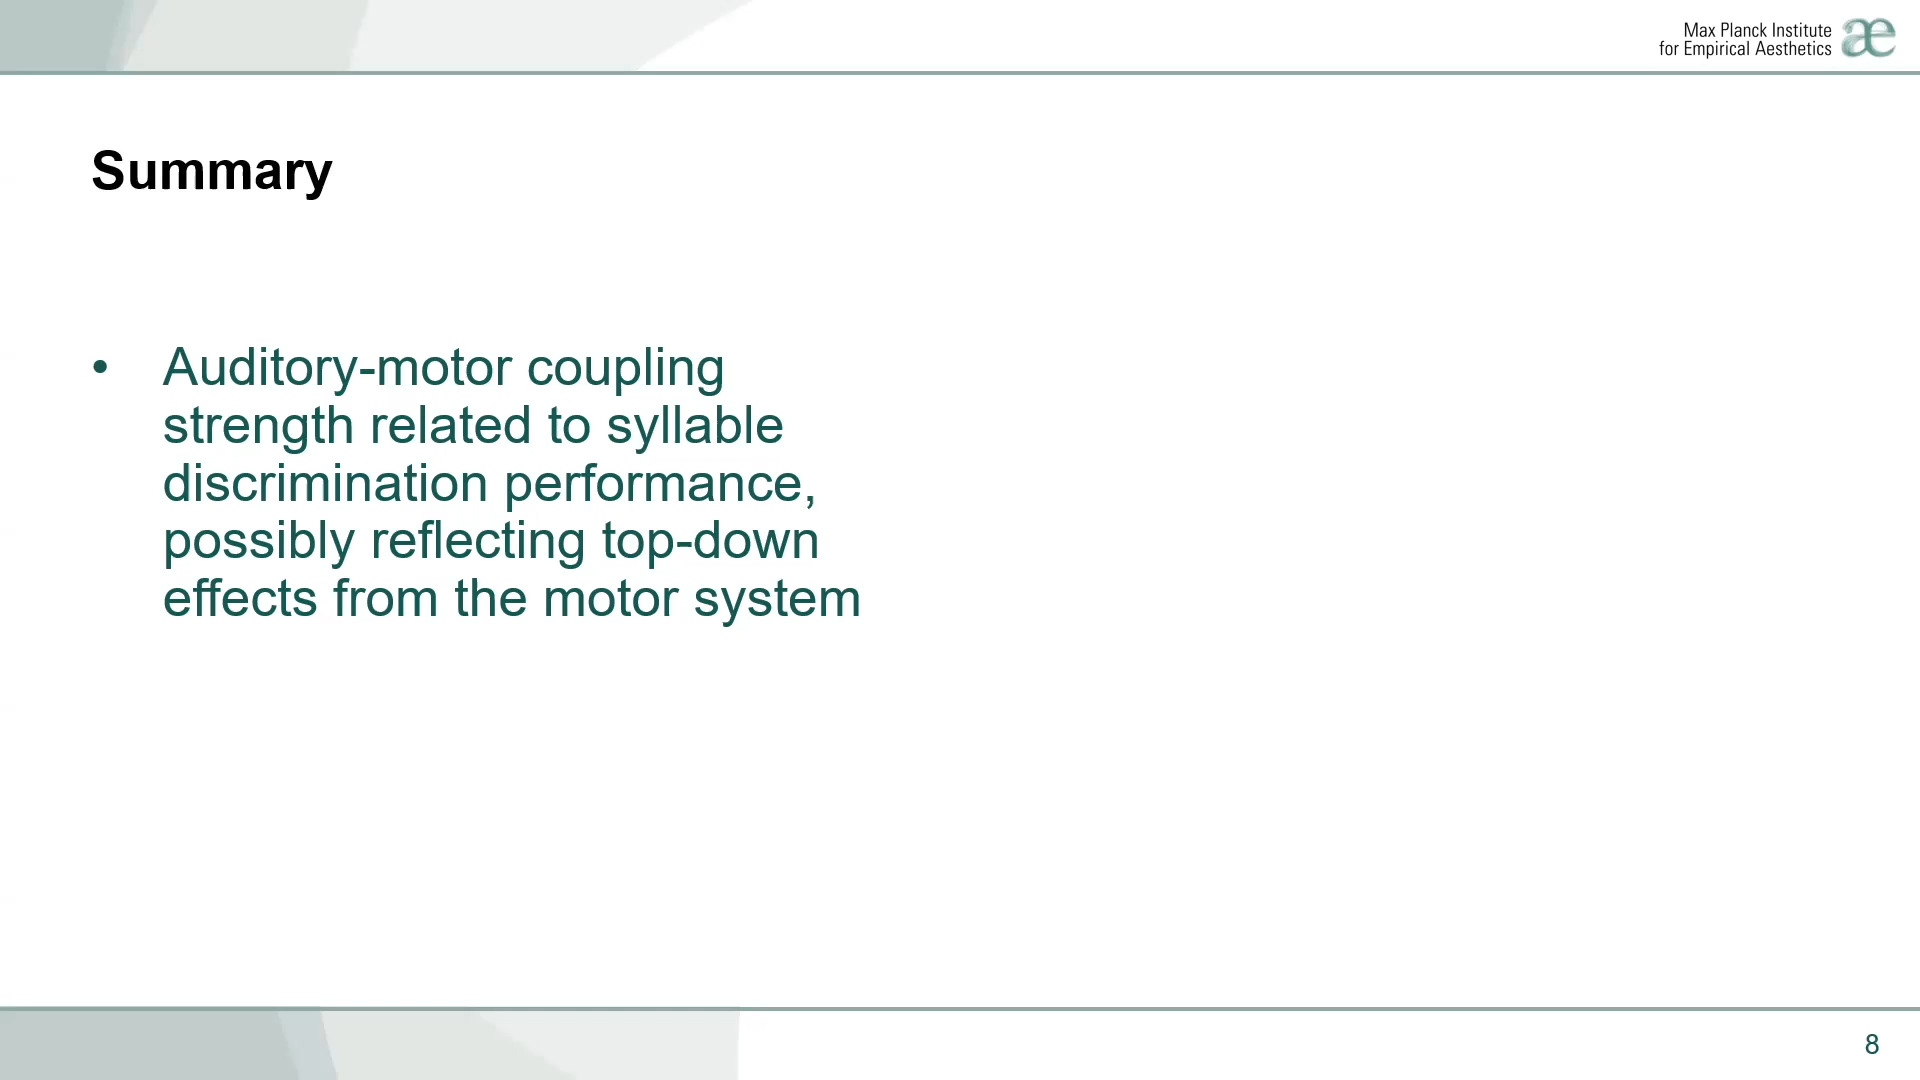 Max Planck Institute
for Empirical Aesthetics
æ
Summary
• Auditory-motor coupling
strength related to syllable
discrimination performance,
possibly reflecting top-down
effects from the motor system
8